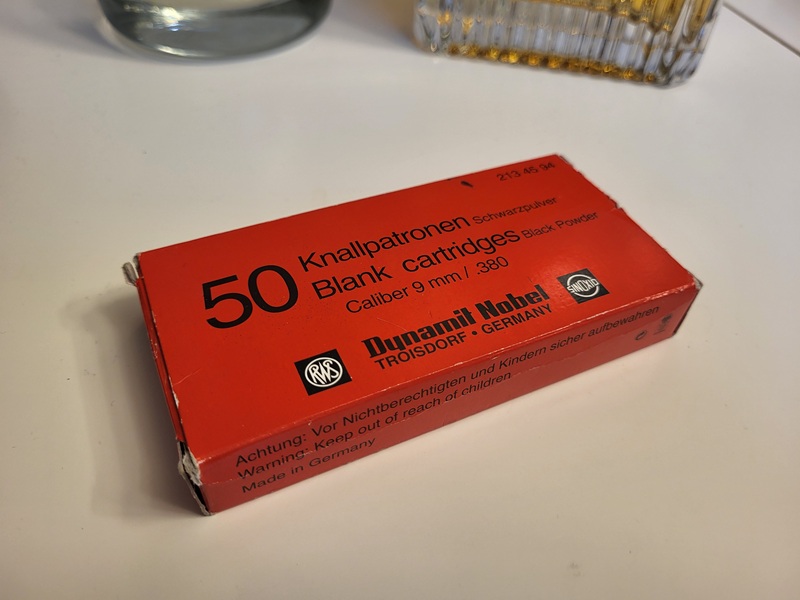 213 45 94
50 Knallpatronen Schwarzpulver
Blank cartridges Black Powder
Caliber 9 mm / .380
Dynamit Nobel
TROISDORF • GERMANY
SINOXID
RWS
Achtung: Vor Nichtberechtigten und Kindern sicher aufbewahren
Warning: Keep out of reach of children
Made in Germany